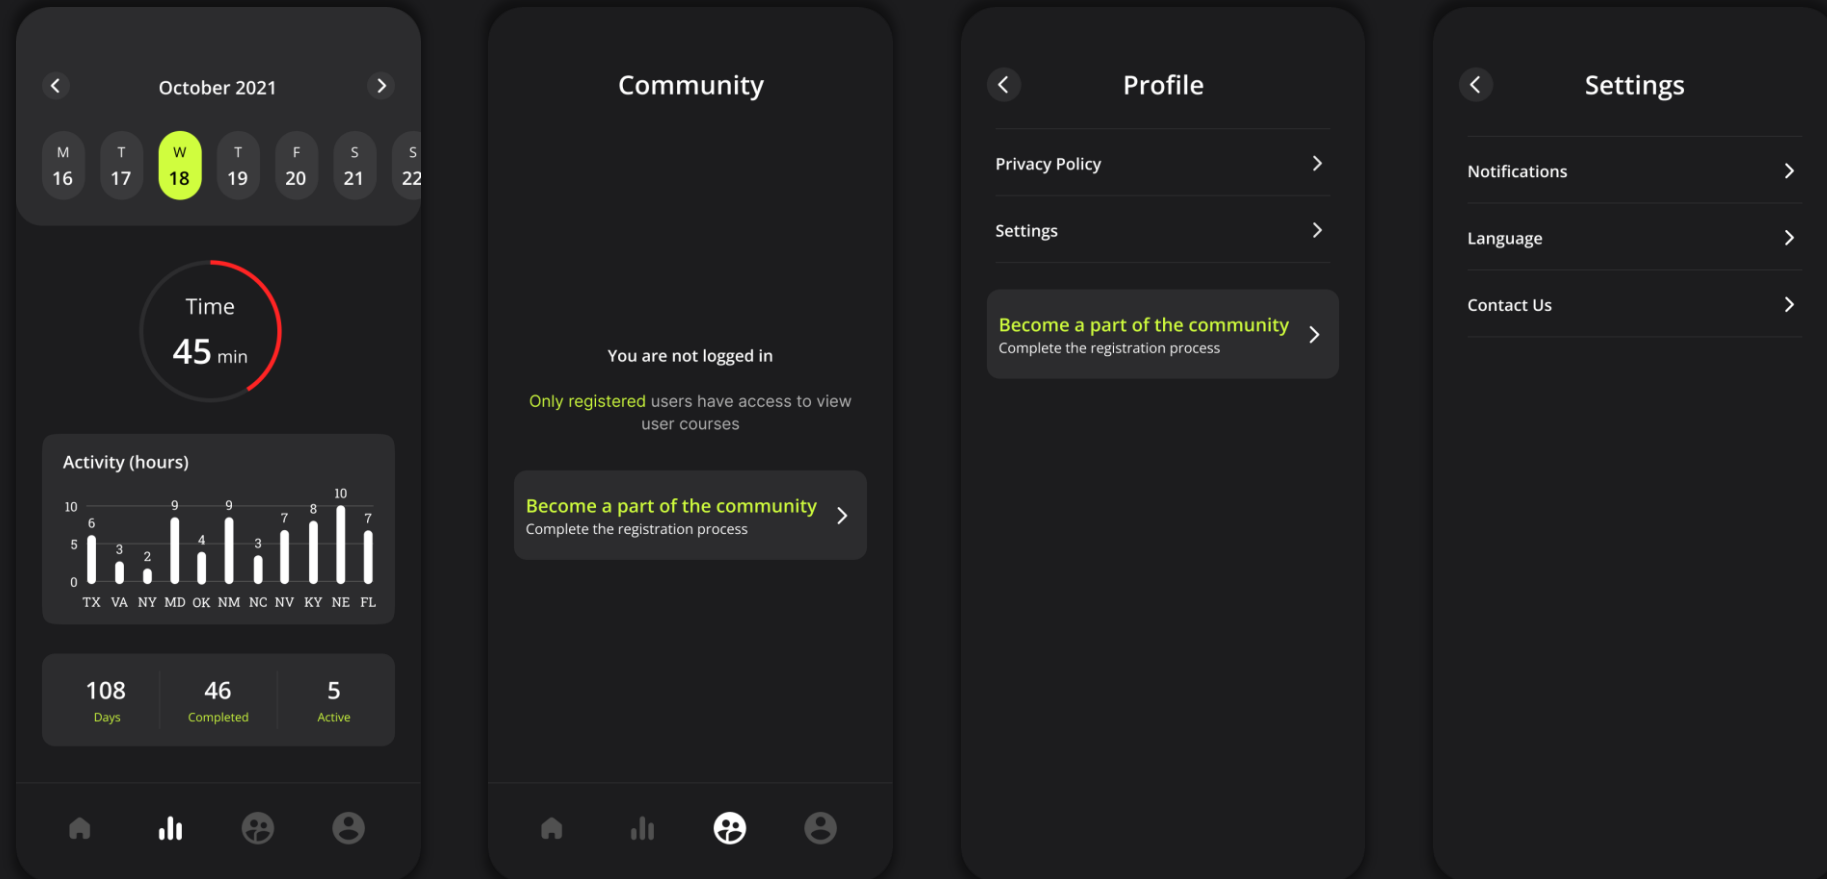 October 2021
M T W T F S S
16 17 18 19 20 21 22
Time
45 min
Activity (hours)
10
5
0
6 3 2 9 4 9 3 7 8 10 7
TX VA NY MD OK NM NC NV KY NE FL
108 46 5
Days Completed Active
Community
You are not logged in
Only registered users have access to view
user courses
Become a part of the community
Complete the registration process
Profile
Privacy Policy
Settings
Become a part of the community
Complete the registration process
Settings
Notifications
Language
Contact Us